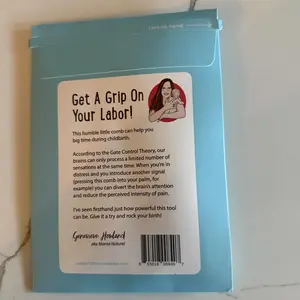 Get A Grip On
Your Labor!
This humble little comb can help you
big time during childbirth.
According to the Gate Control Theory, our
brains can only process a limited number of
sensations at the same time. When you're in
distress and you introduce another signal
(pressing this comb into your palm, for
example) you can divert the brain's attention
and reduce the perceived intensity of pain.
I've seen firsthand just how powerful this tool
can be. Give it a try and rock your birth!
Genevieve Howland
aka Mama Natural